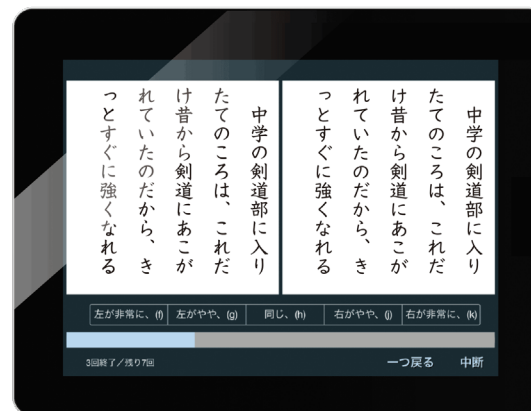 中学の剣道部に入り
たてのころは、これだ
け昔から剣道にあこが
れていたのだから、き
っとすぐに強くなれる
中学の剣道部に入り
たてのころは、これだ
け昔から剣道にあこが
れていたのだから、き
っとすぐに強くなれる
左が非常に、(f) 左がやや、(g) 同じ、(h) 右がやや、(j) 右が非常に、(k)
3回終了／残り7回 一つ戻る 中断